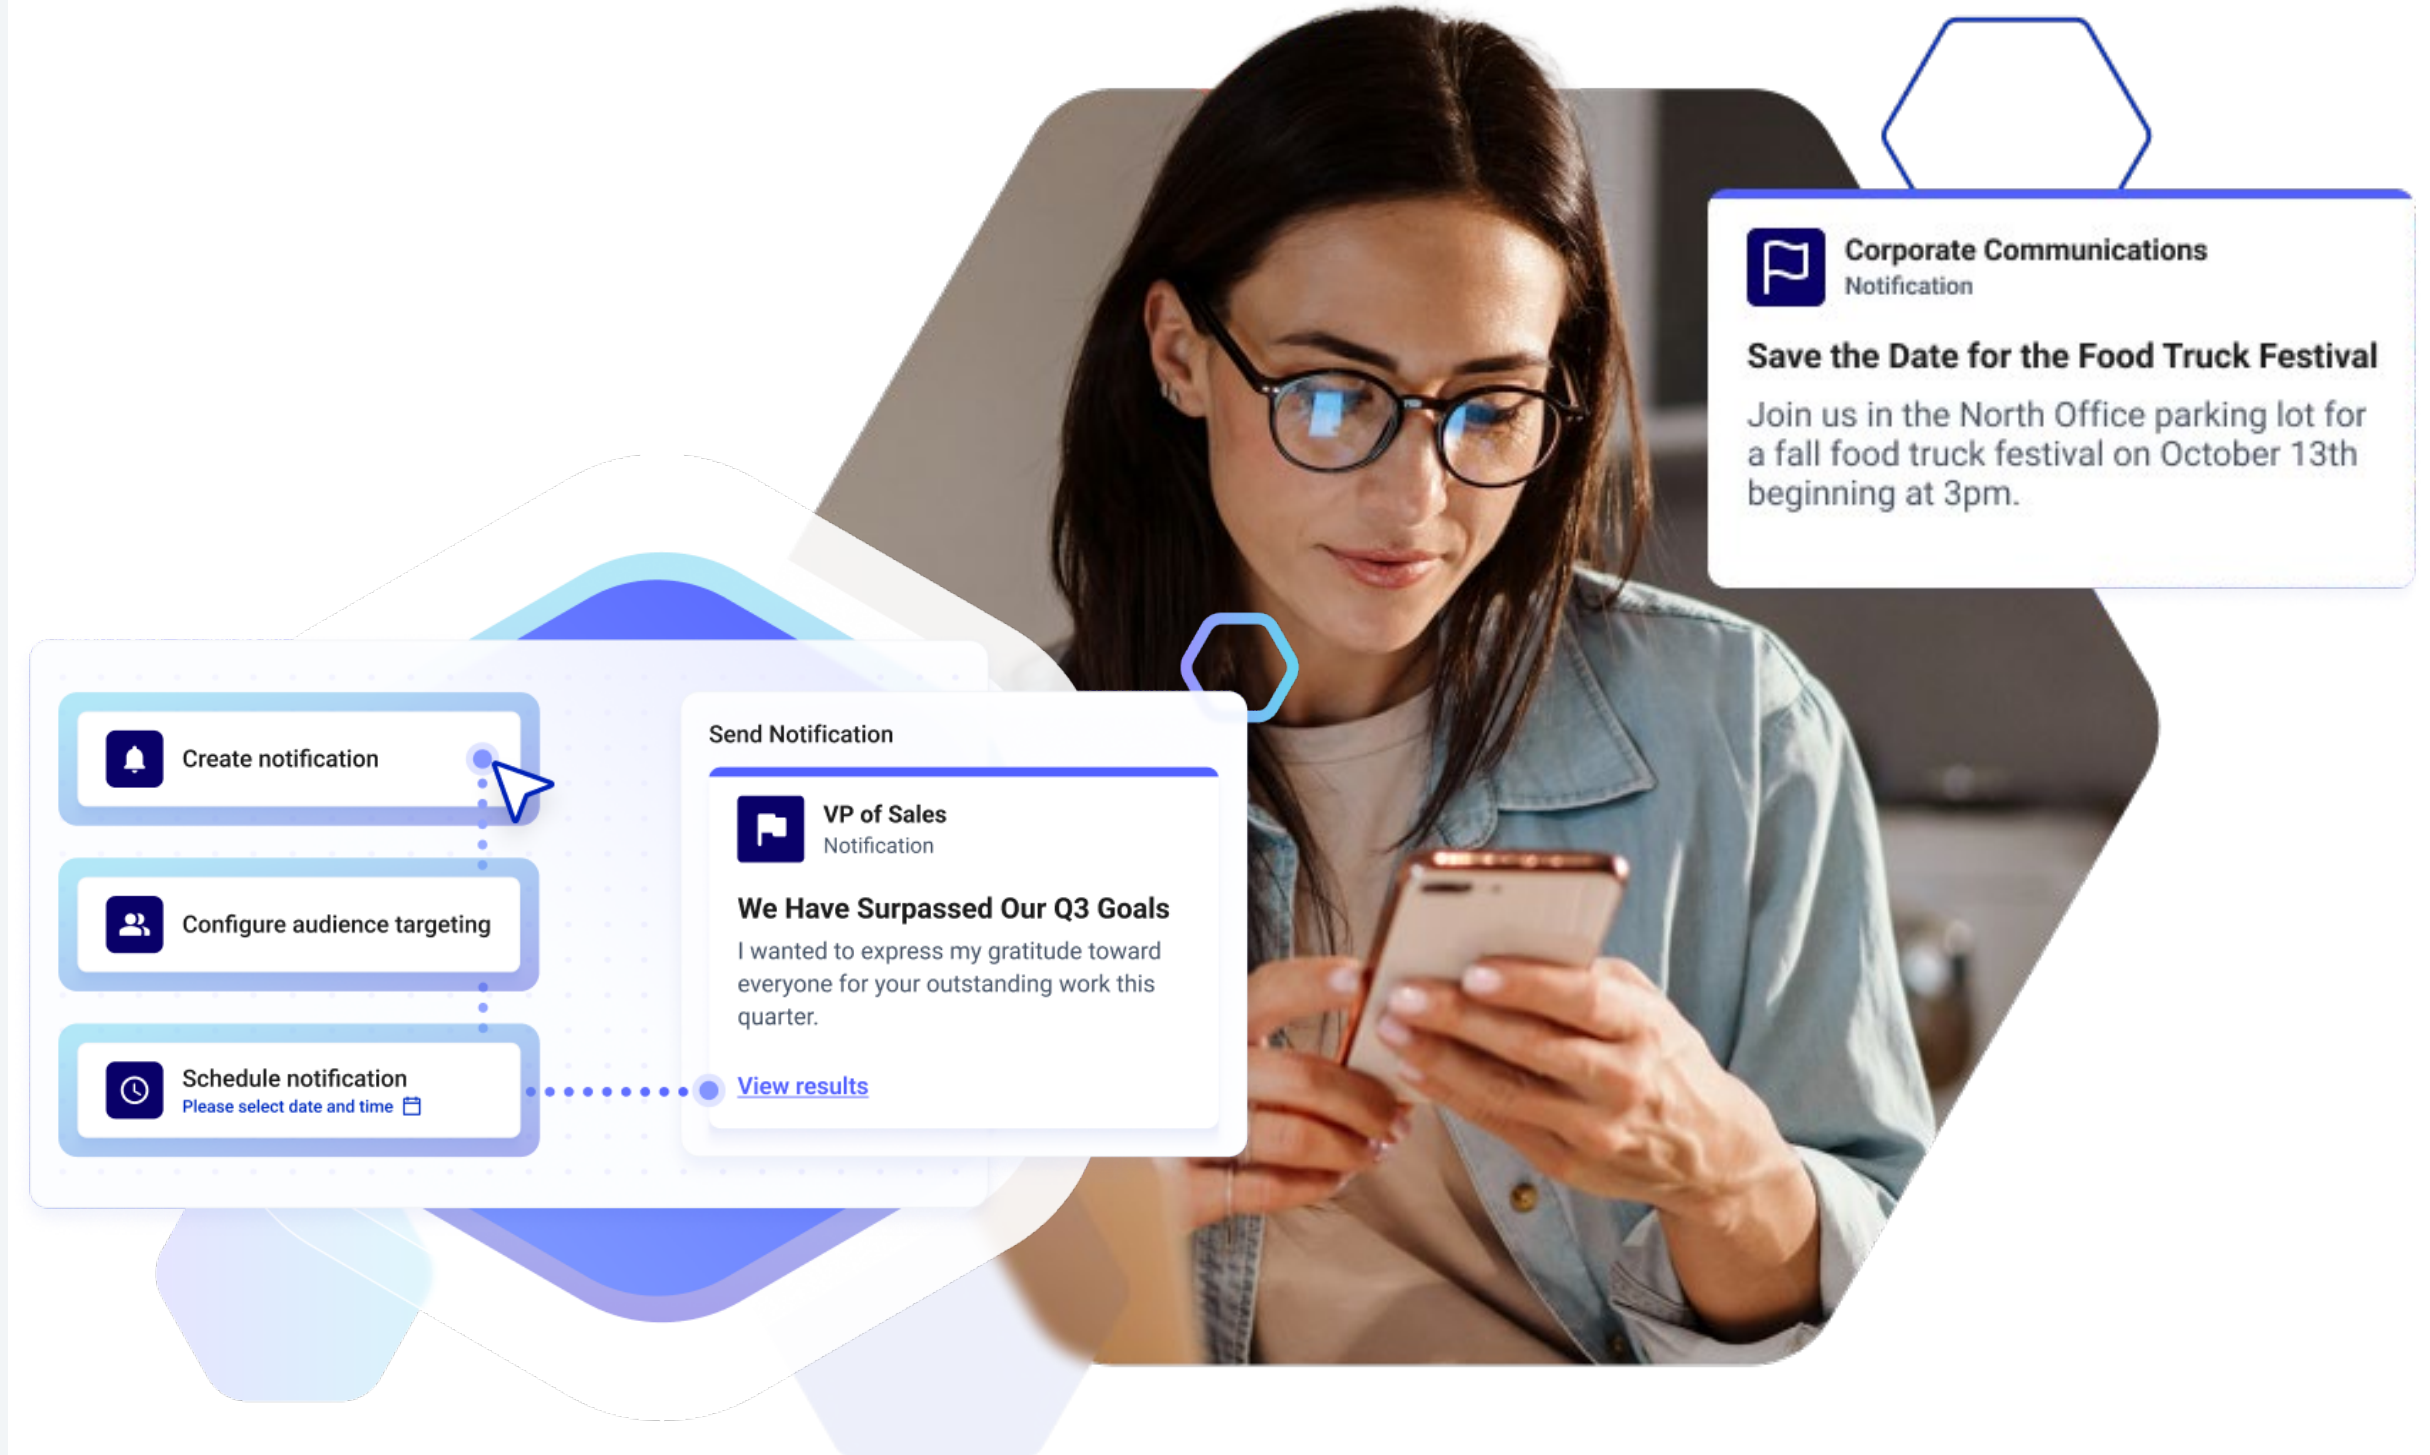 Corporate Communications
Notification
Save the Date for the Food Truck Festival
Join us in the North Office parking lot for
a fall food truck festival on October 13th
beginning at 3pm.
Create notification
Configure audience targeting
Schedule notification
Please select date and time
Send Notification
VP of Sales
Notification
We Have Surpassed Our Q3 Goals
I wanted to express my gratitude toward
everyone for your outstanding work this
quarter.
View results